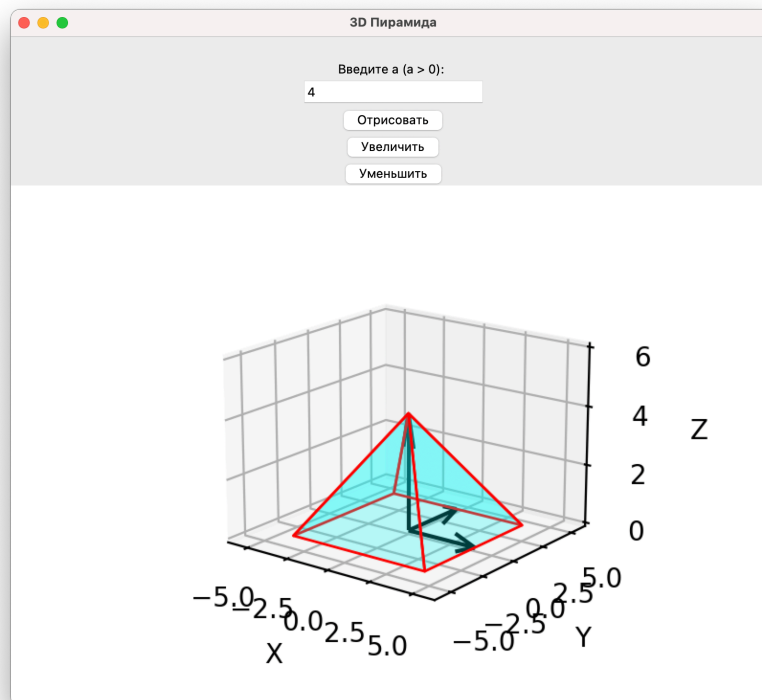 3D Пирамида
Введите a (a > 0):
4
Отрисовать
Увеличить
Уменьшить
6
4
2
0
Z
−5.0
−2.5
0.0
2.5
5.0
X
−5.0
−2.5
0.0
2.5
5.0
Y